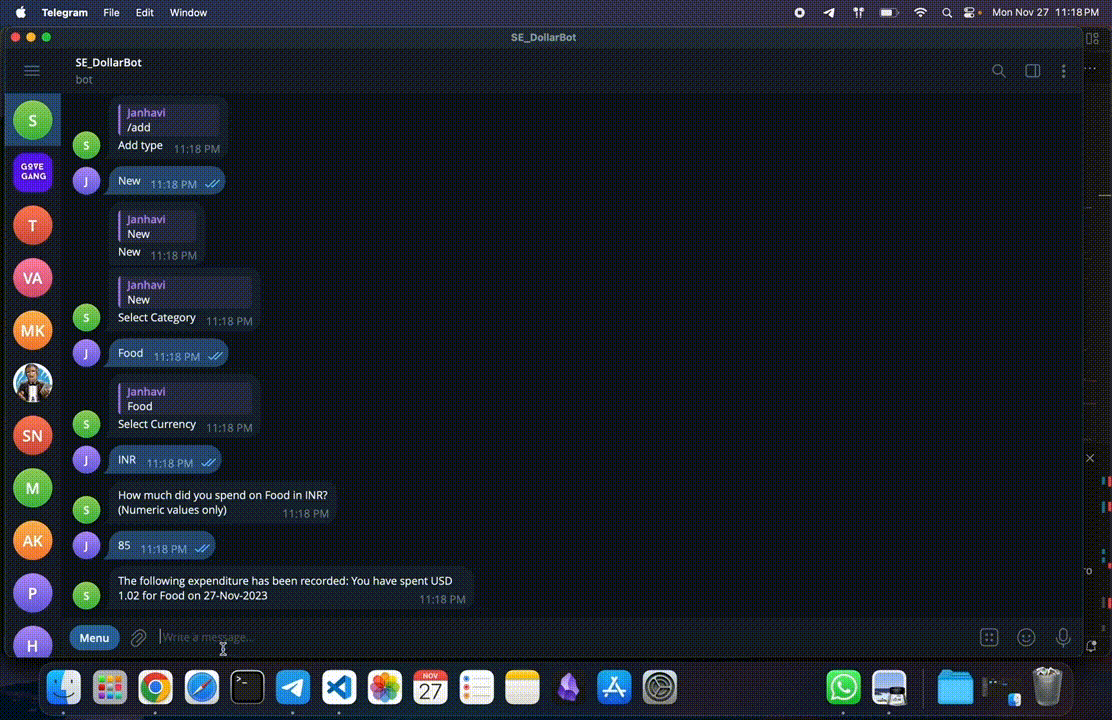 Telegram File Edit Window Mon Nov 27 11:18 PM
SE_DollarBot
SE_DollarBot
bot
S
GOVE
GANG
T
VA
MK
SN
M
AK
P
H
Janhavi
/add
S Add type 11:18 PM
J New 11:18 PM
Janhavi
New
New 11:18 PM
Janhavi
New
S Select Category 11:18 PM
J Food 11:18 PM
Janhavi
Food
S Select Currency 11:18 PM
J INR 11:18 PM
How much did you spend on Food in INR?
S (Numeric values only) 11:18 PM
J 85 11:18 PM
The following expenditure has been recorded: You have spent USD
S 1.02 for Food on 27-Nov-2023 11:18 PM
Menu Write a message...
NOV
27